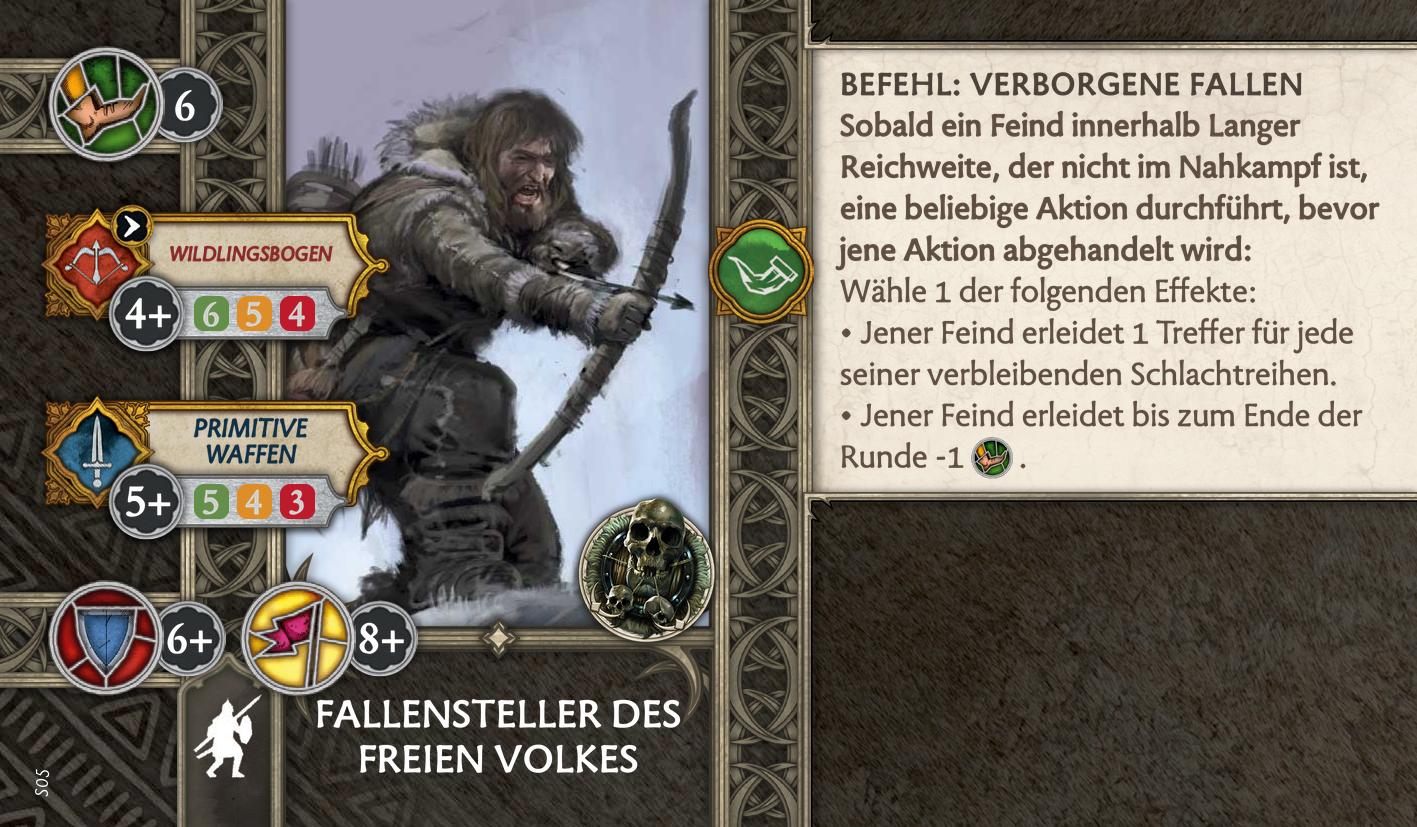 6
WILDLINGSBOGEN
4+ 6 5 4
PRIMITIVE
WAFFEN
5+ 5 4 3
6+ 8+
FALLENSTELLER DES
FREIEN VOLKES
S05
BEFEHL: VERBORGENE FALLEN
Sobald ein Feind innerhalb Langer
Reichweite, der nicht im Nahkampf ist,
eine beliebige Aktion durchführt, bevor
jene Aktion abgehandelt wird:
Wähle 1 der folgenden Effekte:
• Jener Feind erleidet 1 Treffer für jede
seiner verbleibenden Schlachtreihen.
• Jener Feind erleidet bis zum Ende der
Runde -1 .